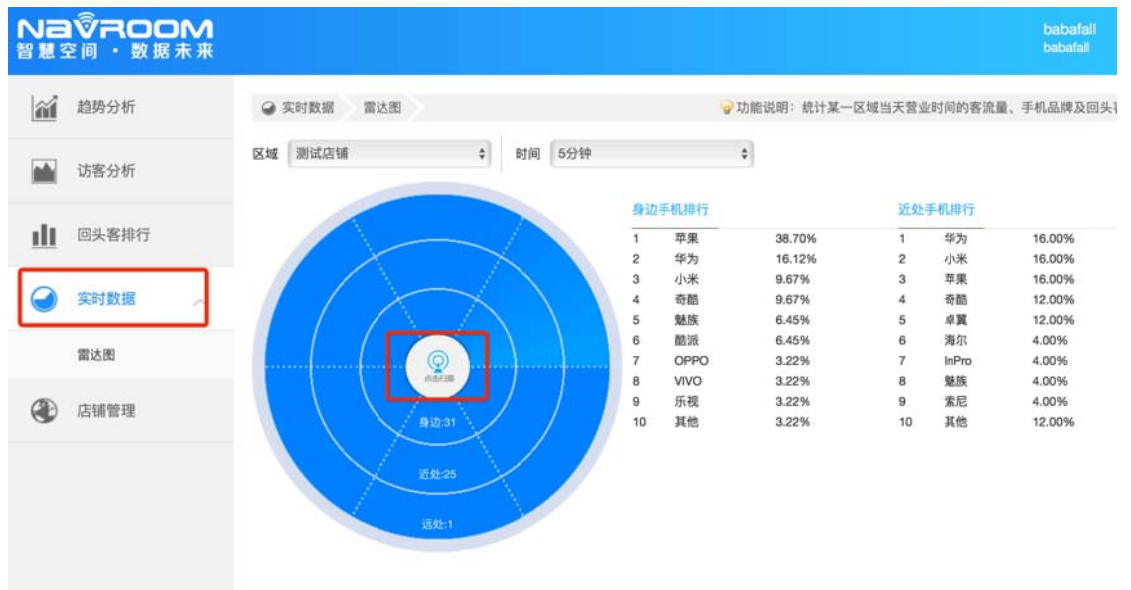 NAVROOM
智慧空间 · 数据未来
babafall
babafall
趋势分析
访客分析
回头客排行
实时数据
雷达图
店铺管理
实时数据 雷达图
功能说明：统计某一区域当天营业时间的客流量、手机品牌及回头
区域 测试店铺 时间 5分钟
点击扫描
身边:31
近处:25
远处:1
身边手机排行
1 苹果 38.70%
2 华为 16.12%
3 小米 9.67%
4 奇酷 9.67%
5 魅族 6.45%
6 酷派 6.45%
7 OPPO 3.22%
8 VIVO 3.22%
9 乐视 3.22%
10 其他 3.22%
近处手机排行
1 华为 16.00%
2 小米 16.00%
3 苹果 16.00%
4 奇酷 12.00%
5 卓翼 12.00%
6 海尔 4.00%
7 InPro 4.00%
8 魅族 4.00%
9 索尼 4.00%
10 其他 12.00%